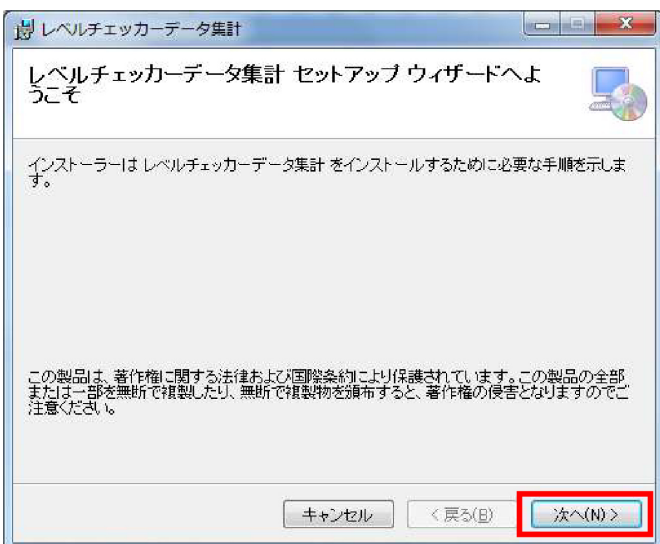 レベルチェッカーデータ集計
レベルチェッカーデータ集計 セットアップ ウィザードへよ
うこそ
インストーラーは レベルチェッカーデータ集計 をインストールするために必要な手順を示しま
す。
この製品は、著作権に関する法律および国際条約により保護されています。この製品の全部
または一部を無断で複製したり、無断で複製物を頒布すると、著作権の侵害となりますのでご
注意ください。
キャンセル < 戻る(B) 次へ(N) >